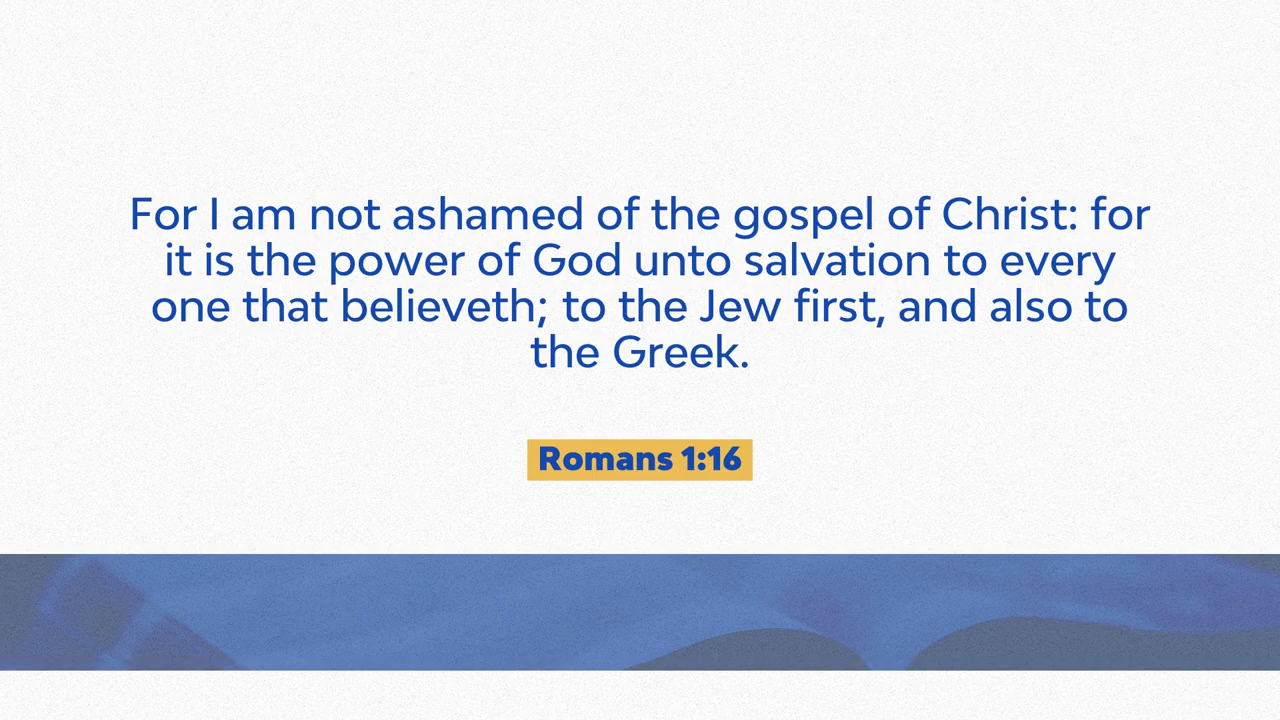 For I am not ashamed of the gospel of Christ: for
it is the power of God unto salvation to every
one that believeth; to the Jew first, and also to
the Greek.
Romans 1:16